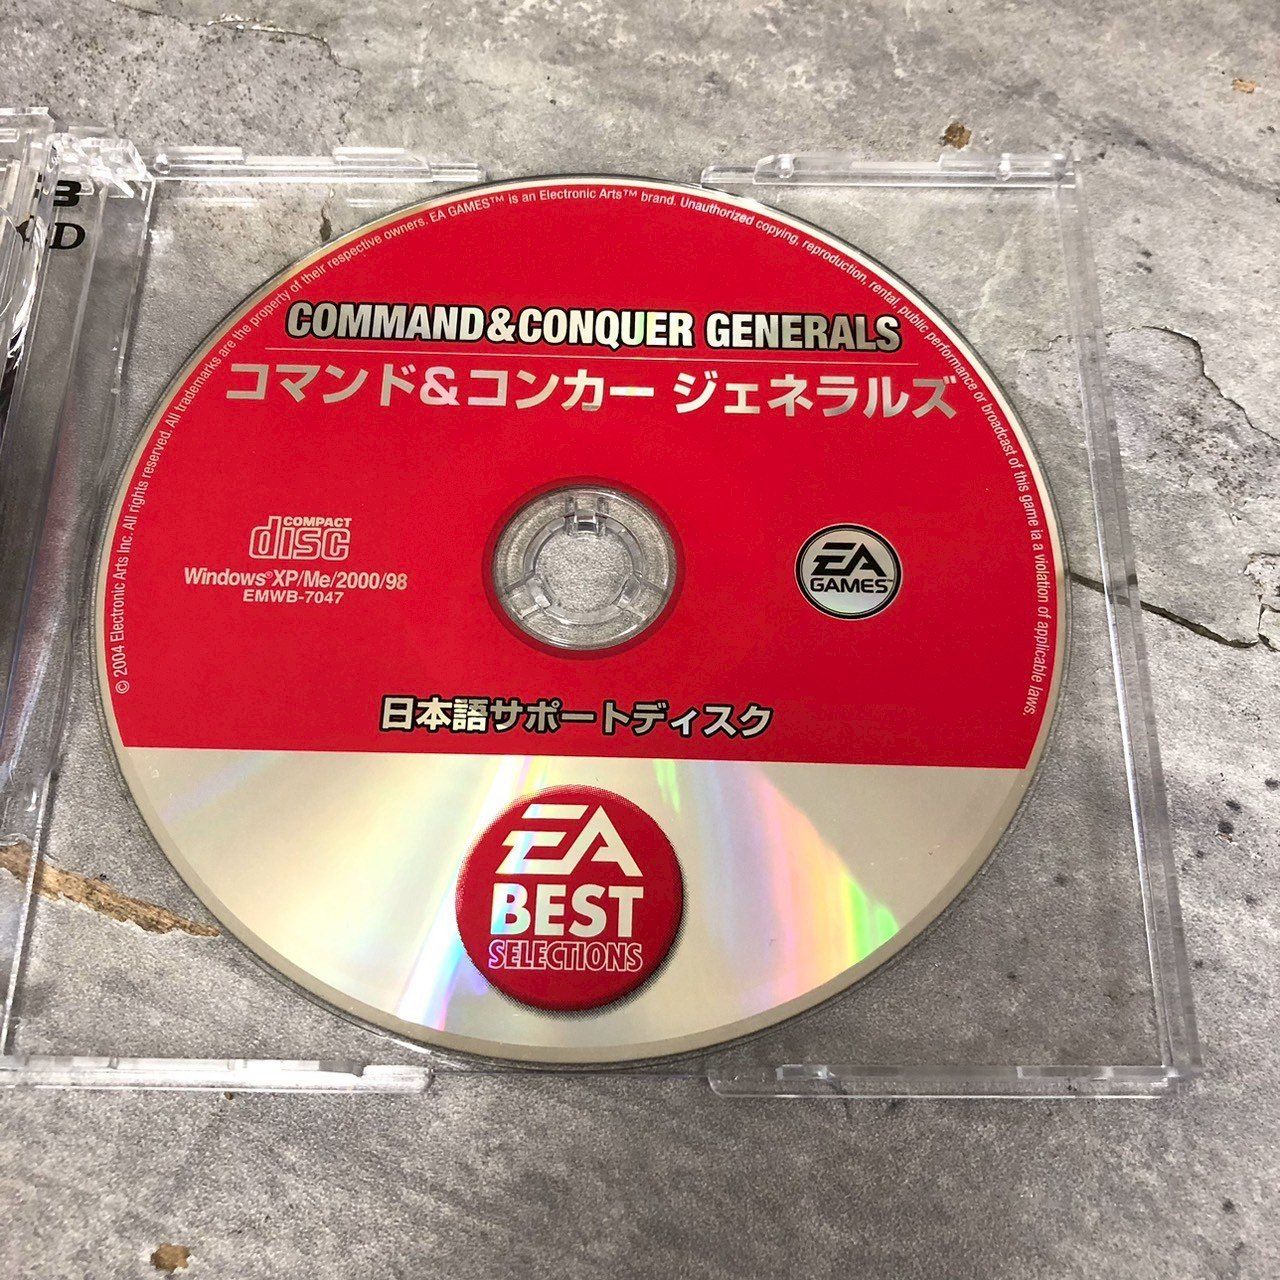 © 2004 Electronic Arts Inc. All rights reserved. All trademarks are the property of their respective owners. EA GAMES™ is an Electronic Arts™ brand. Unauthorized copying, reproduction, rental, public performance or broadcast of this game ia a violation of applicable laws.
COMMAND&CONQUER GENERALS
コマンド&コンカー ジェネラルズ
COMPACT
disc
Windows®XP/Me/2000/98
EMWB-7047
EA
GAMES™
日本語サポートディスク
EA
BEST
SELECTIONS